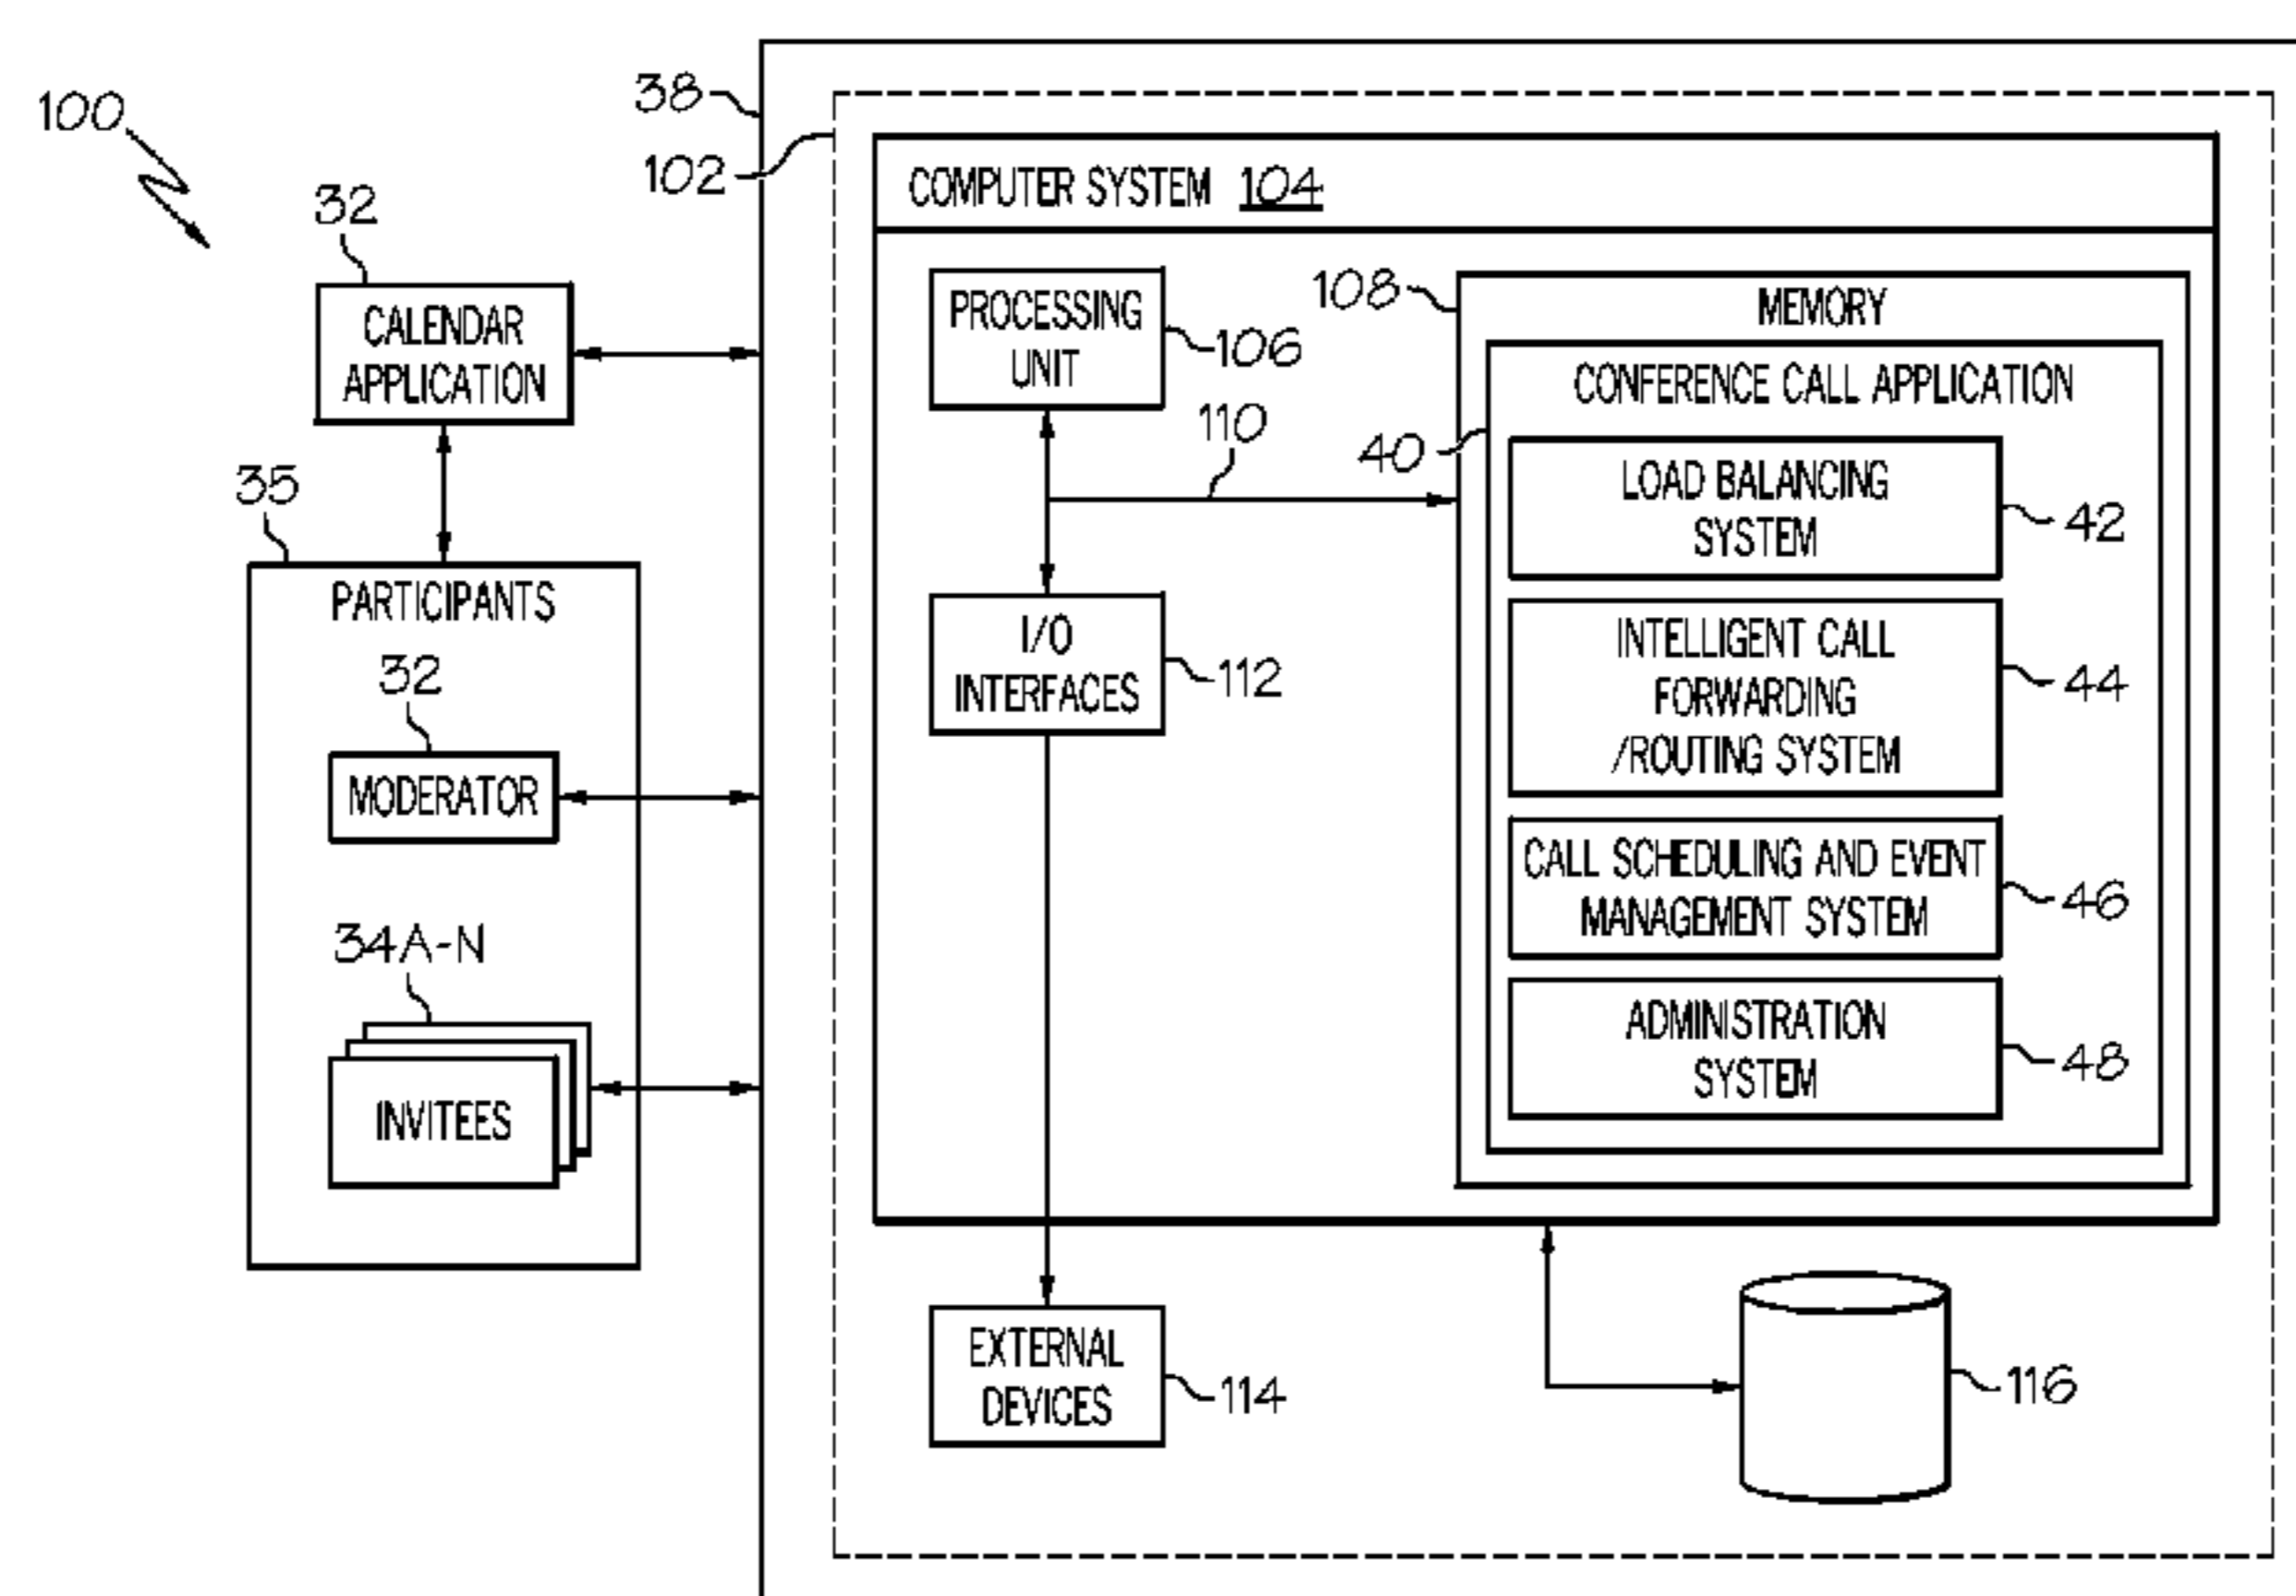 100
38
102
COMPUTER SYSTEM 104
32
CALENDAR
APPLICATION
PROCESSING
UNIT
106
108
MEMORY
CONFERENCE CALL APPLICATION
110
40
LOAD BALANCING
SYSTEM
42
35
PARTICIPANTS
I/O
INTERFACES
112
INTELLIGENT CALL
FORWARDING
/ROUTING SYSTEM
44
32
MODERATOR
CALL SCHEDULING AND EVENT
MANAGEMENT SYSTEM
46
34A-N
INVITEES
ADMINISTRATION
SYSTEM
48
EXTERNAL
DEVICES
114
116